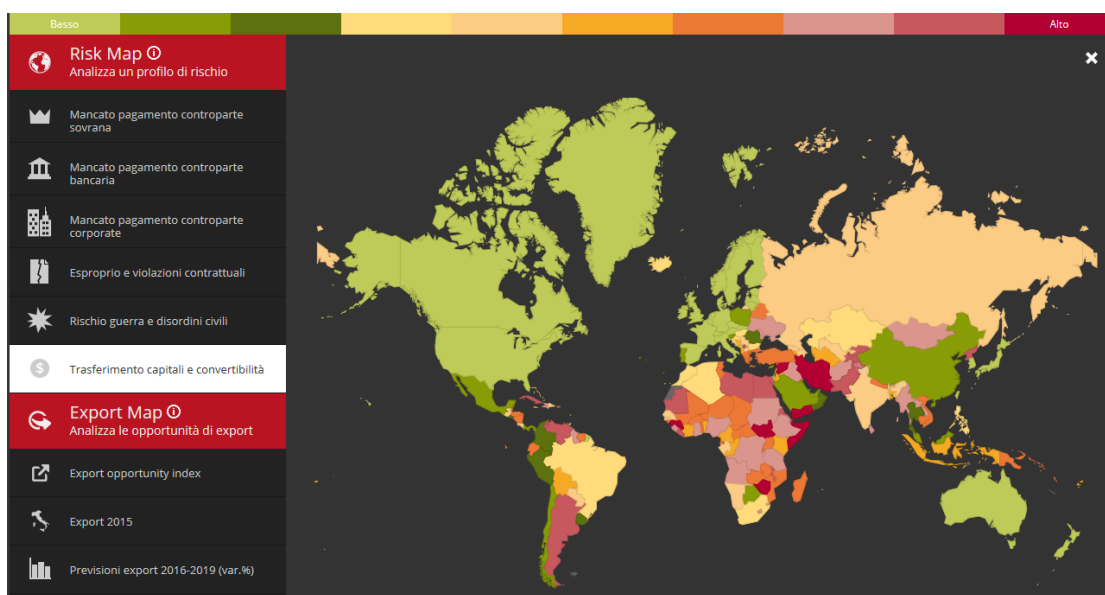 Basso
Alto
Risk Map
Analizza un profilo di rischio
Mancato pagamento controparte
sovrana
Mancato pagamento controparte
bancaria
Mancato pagamento controparte
corporate
Esproprio e violazioni contrattuali
Rischio guerra e disordini civili
$ Trasferimento capitali e convertibilità
Export Map
Analizza le opportunità di export
Export opportunity index
Export 2015
Previsioni export 2016-2019 (var.%)